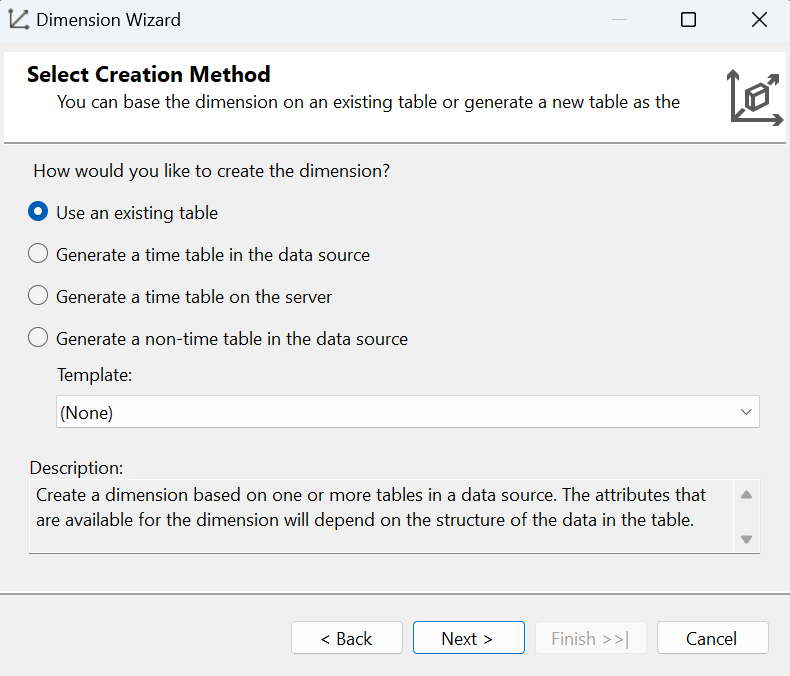 Dimension Wizard
Select Creation Method
You can base the dimension on an existing table or generate a new table as the
How would you like to create the dimension?
Use an existing table
Generate a time table in the data source
Generate a time table on the server
Generate a non-time table in the data source
Template:
(None)
Description:
Create a dimension based on one or more tables in a data source. The attributes that
are available for the dimension will depend on the structure of the data in the table.
< Back
Next >
Finish >>|
Cancel